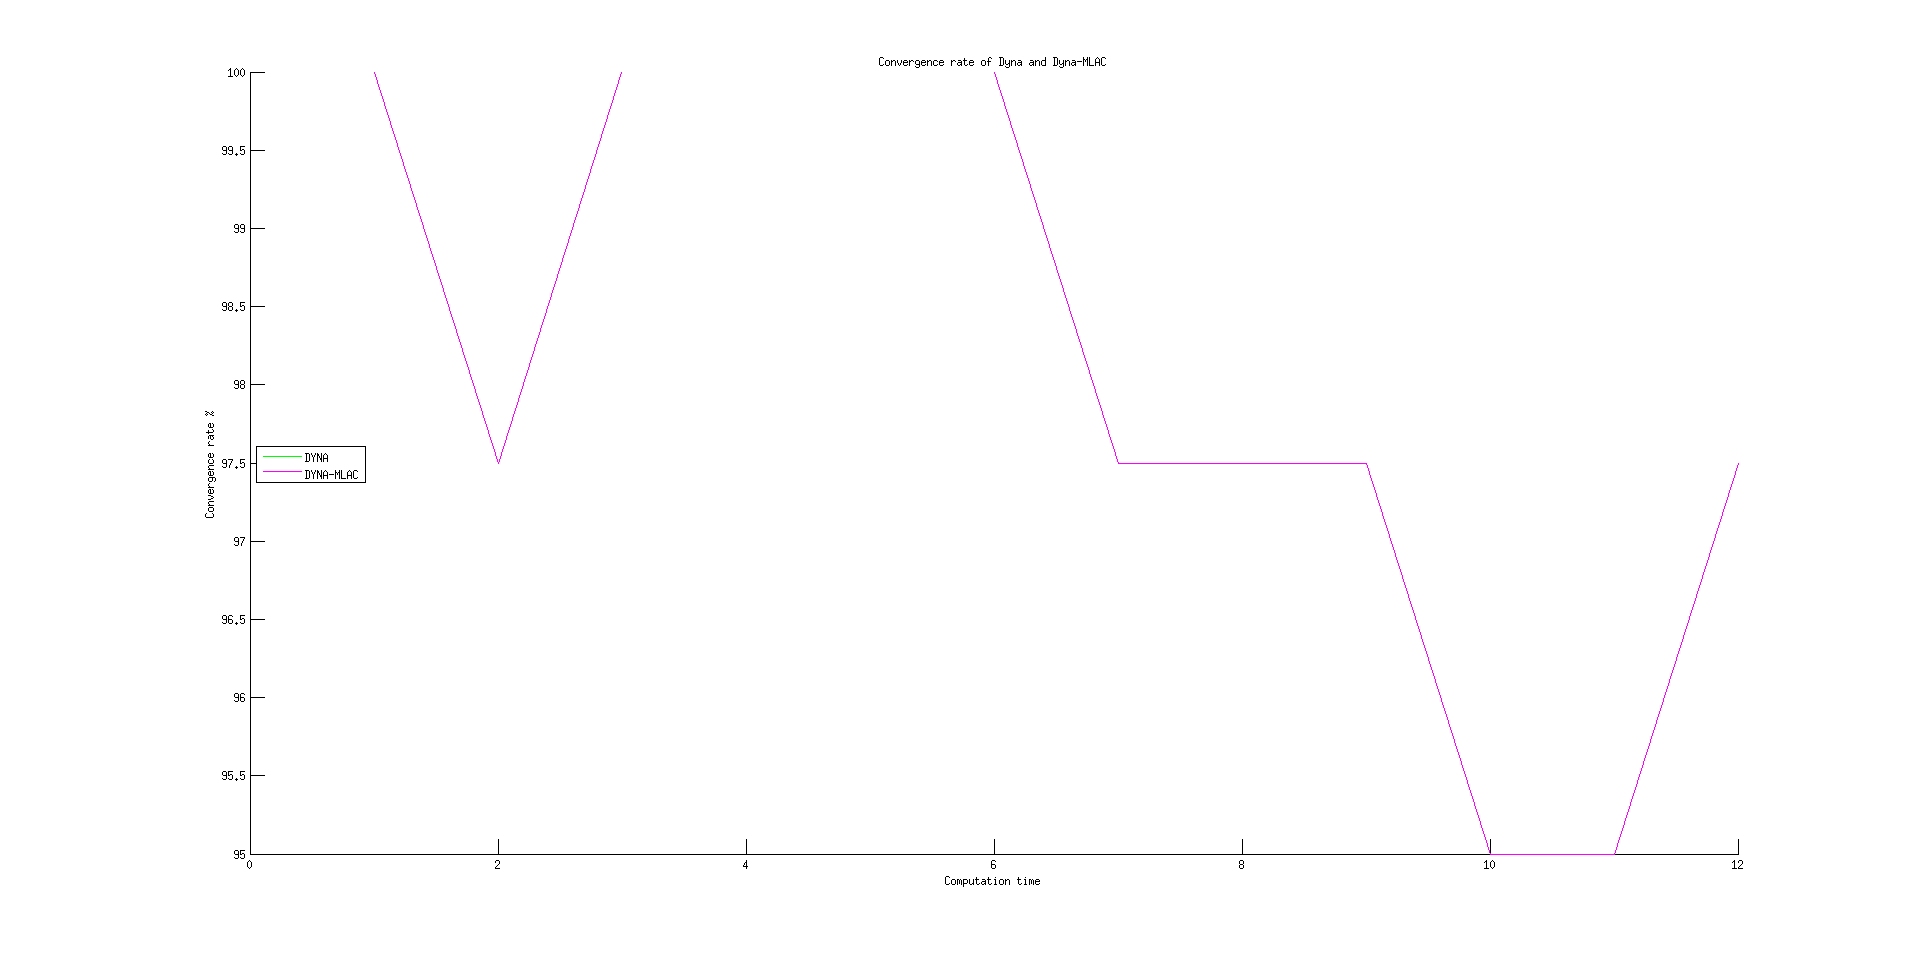 Convergence rate of Dyna and Dyna-MLAC
100
99.5
99
98.5
98
97.5
97
96.5
96
95.5
95
Convergence rate %
DYNA
DYNA-MLAC
0 2 4 6 8 10 12
Computation time